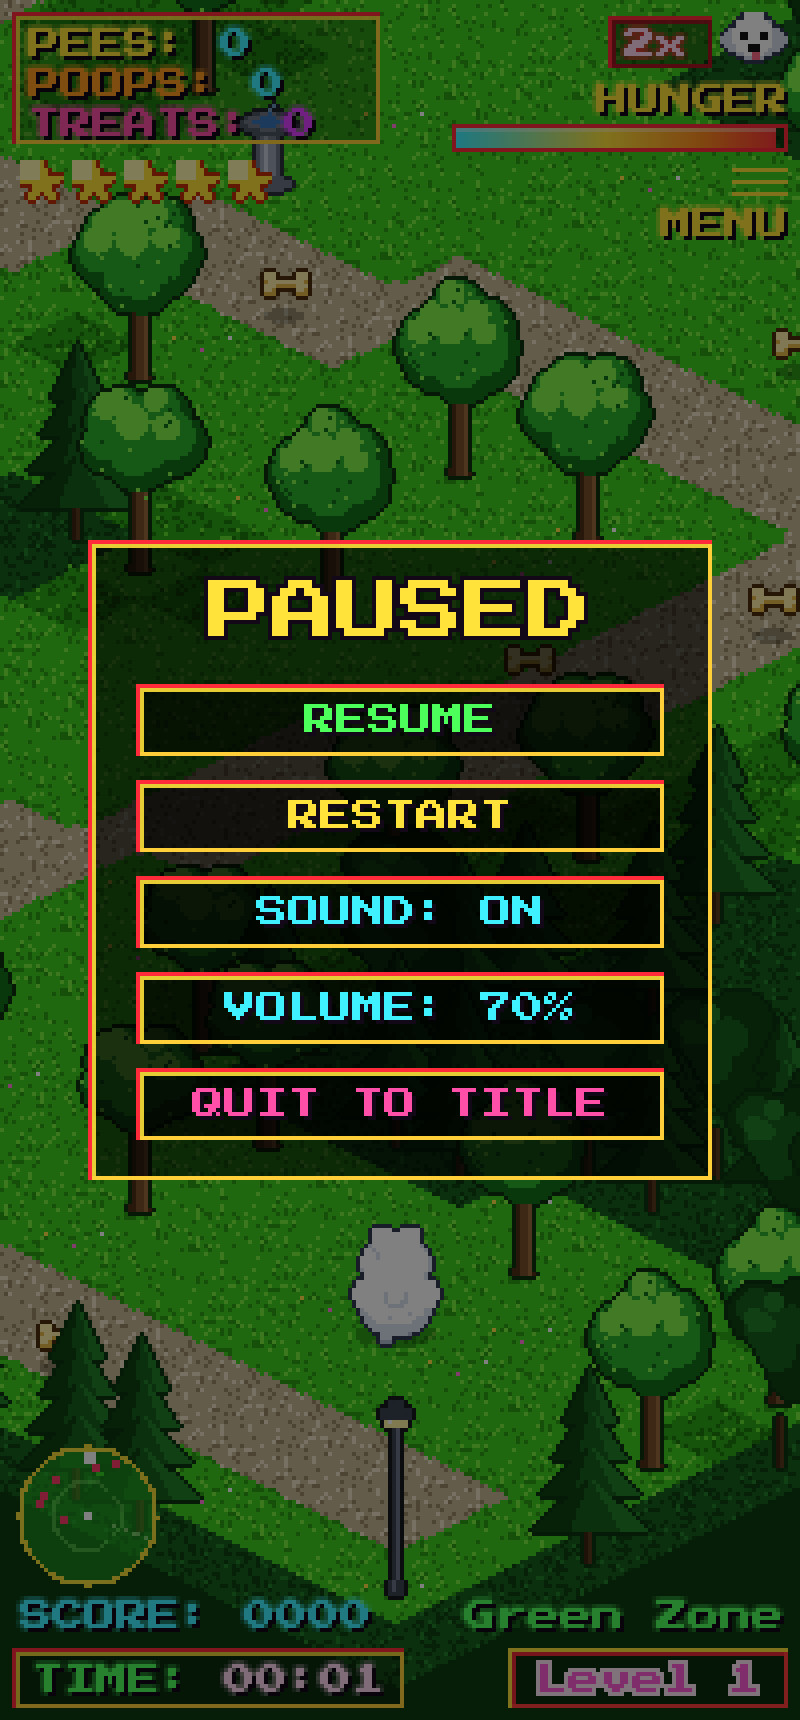 PEES: 0
POOPS: 0
TREATS: 0
2x
HUNGER
MENU
PAUSED
RESUME
RESTART
SOUND: ON
VOLUME: 70%
QUIT TO TITLE
SCORE: 0000
Green Zone
TIME: 00:01
Level 1